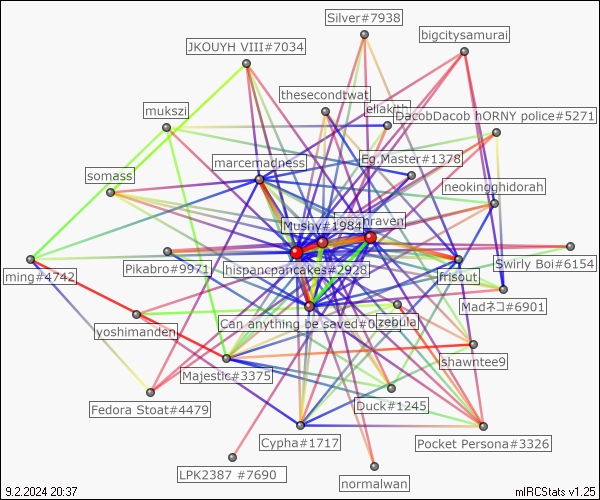 Silver#7938
bigcitysamurai
JKOUYH VIII#7034
thesecondtwat
eliakith
mukszi
DacobDacob hORNY police#5271
marcemadness
Eg.Master#1378
somass
neokingghidorah
Mushy#1984
nraven
ming#4742
Pikabro#9971
hispancpancakes#2928
frisout
Swirly Boi#6154
Madネコ#6901
yoshimanden
Can anything be saved#0
zebula
Majestic#3375
shawntee9
Fedora Stoat#4479
Duck#1245
Cypha#1717
Pocket Persona#3326
LPK2387 #7690
normalwan
9.2.2024 20:37
mIRCStats v1.25